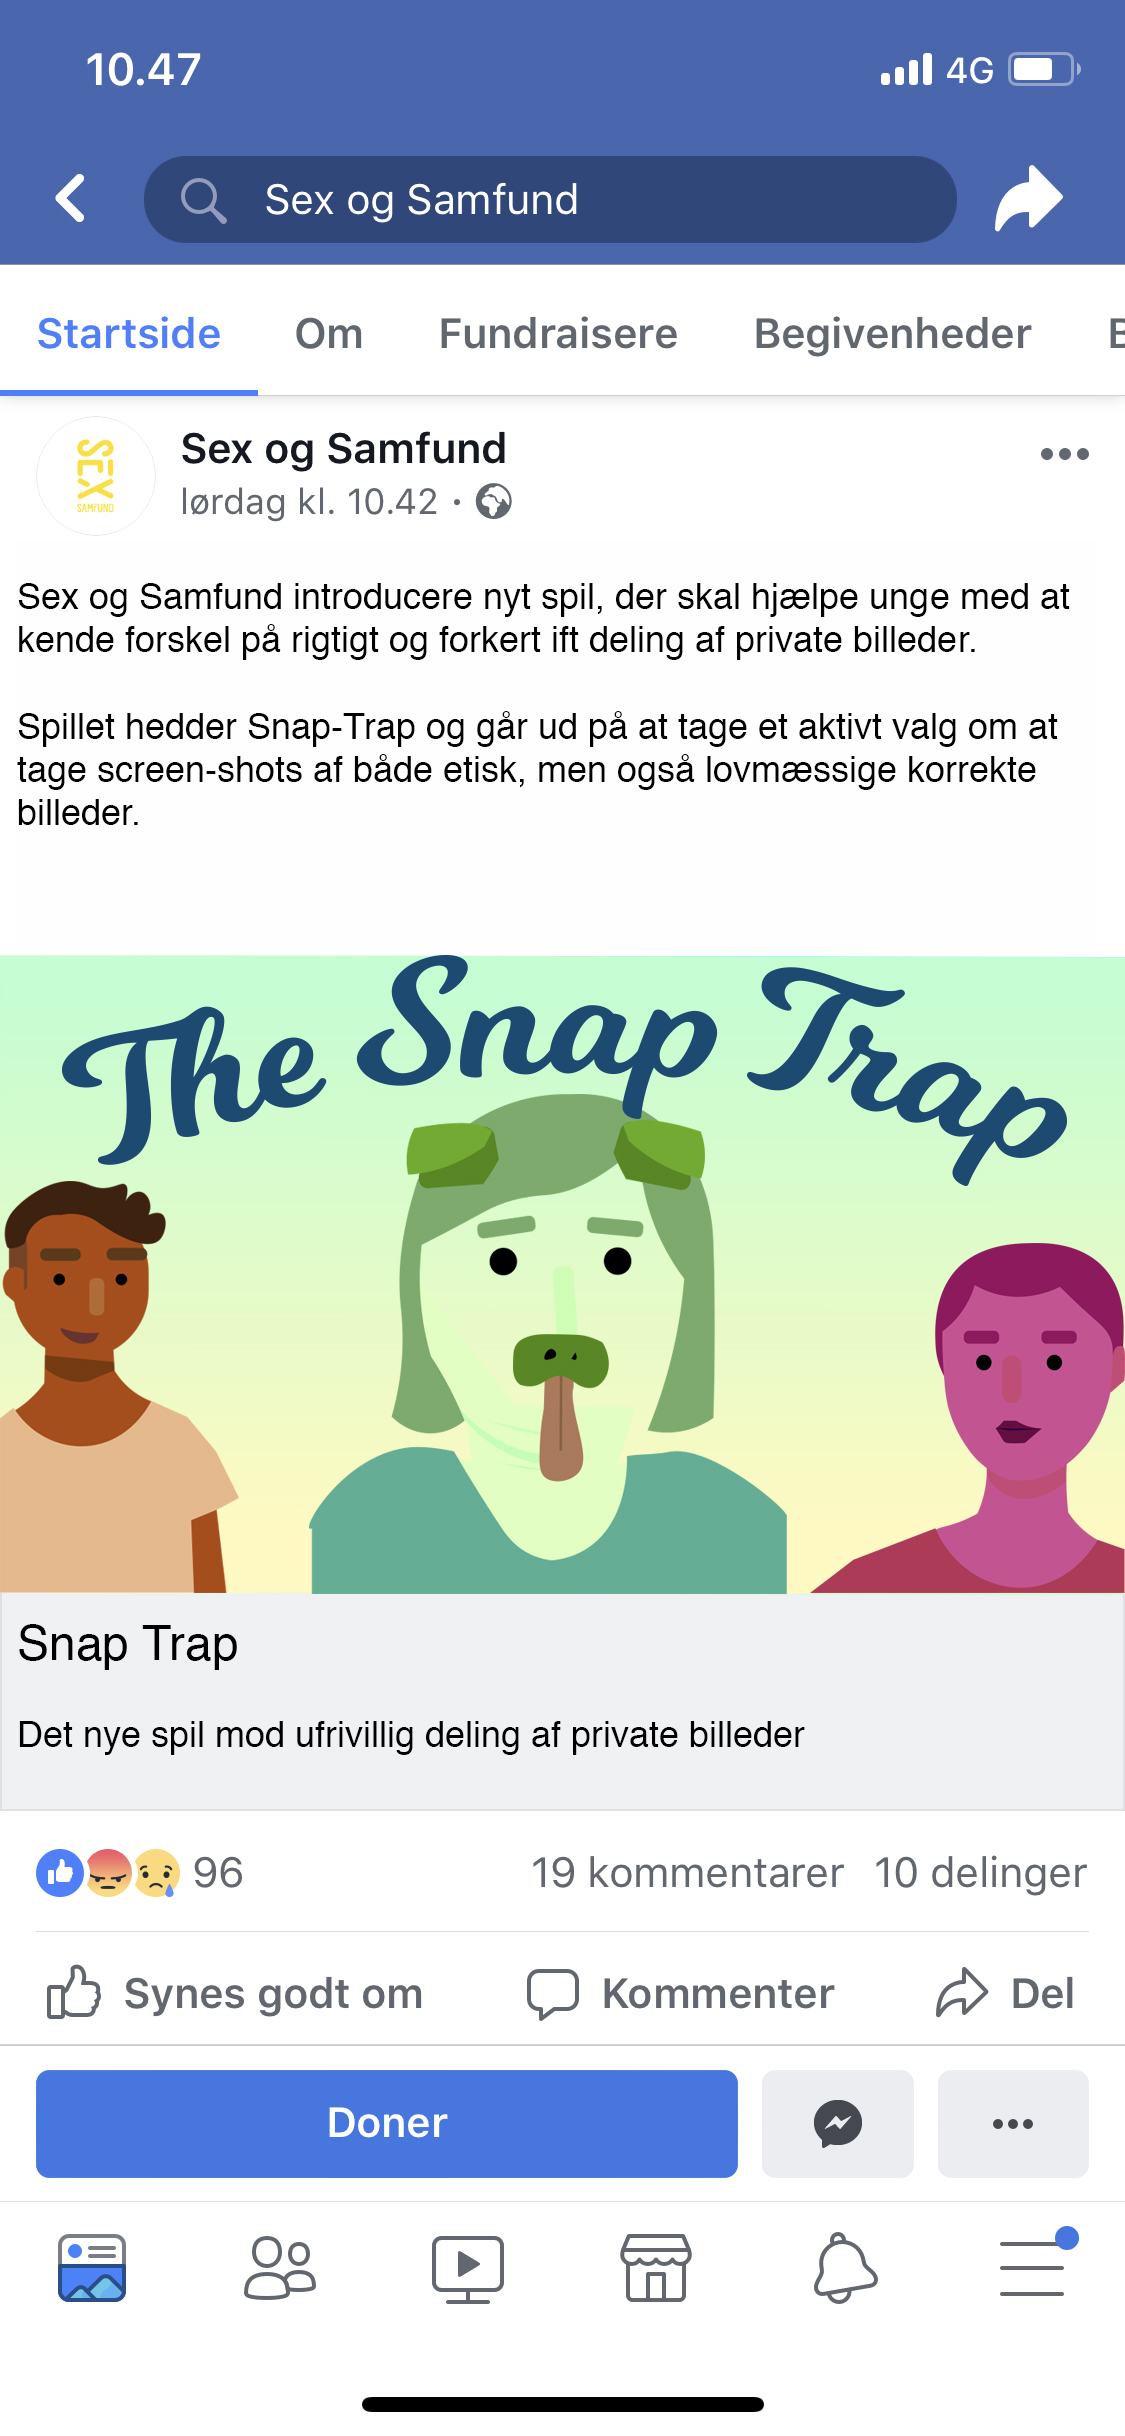 10.47
4G
Sex og Samfund
Startside Om Fundraisere Begivenheder
SEX
SAMFUND
Sex og Samfund
lørdag kl. 10.42 ·
Sex og Samfund introducere nyt spil, der skal hjælpe unge med at
kende forskel på rigtigt og forkert ift deling af private billeder.
Spillet hedder Snap-Trap og går ud på at tage et aktivt valg om at
tage screen-shots af både etisk, men også lovmæssige korrekte
billeder.
The Snap Trap
Snap Trap
Det nye spil mod ufrivillig deling af private billeder
96 19 kommentarer 10 delinger
Synes godt om Kommenter Del
Doner